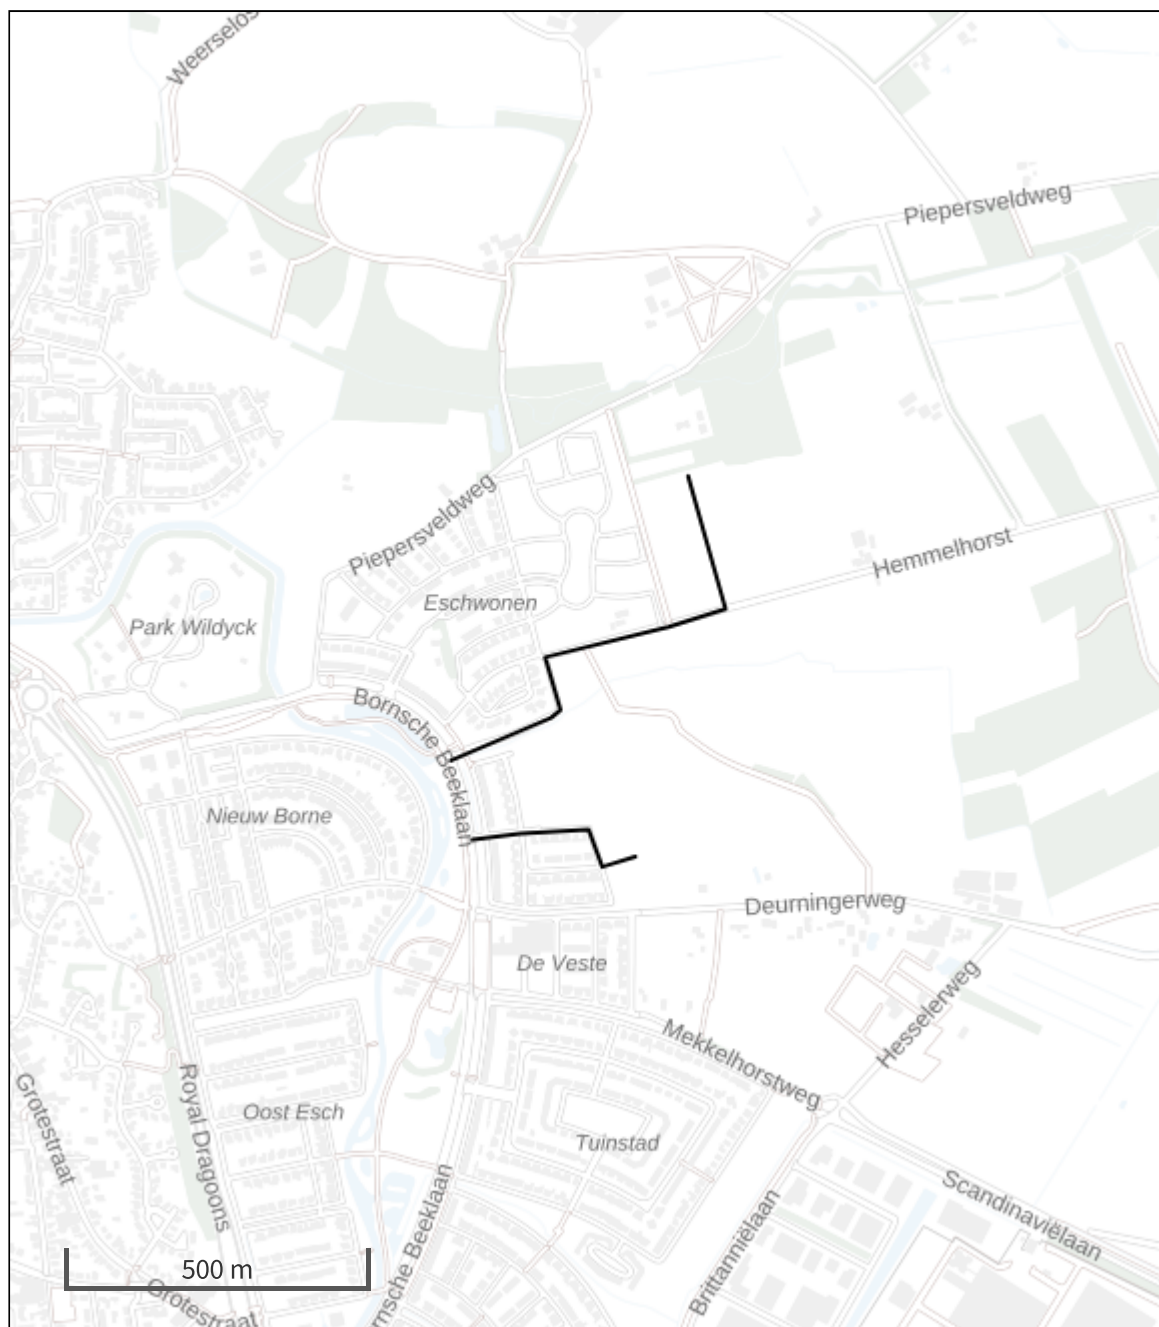 Weerselos
Piepersveldweg
Piepersveldweg
Hemmelhorst
Eschwonen
Park Wildyck
Bornsche Beeklaan
Nieuw Borne
Deurningerweg
De Veste
Hesselerweg
Mekkelhorstweg
Royal Dragoons
Grotestraat
Oost Esch
Tuinstad
Scandinaviëlaan
Brittanniëlaan
rnsche Beeklaan
500 m
Grotestraat